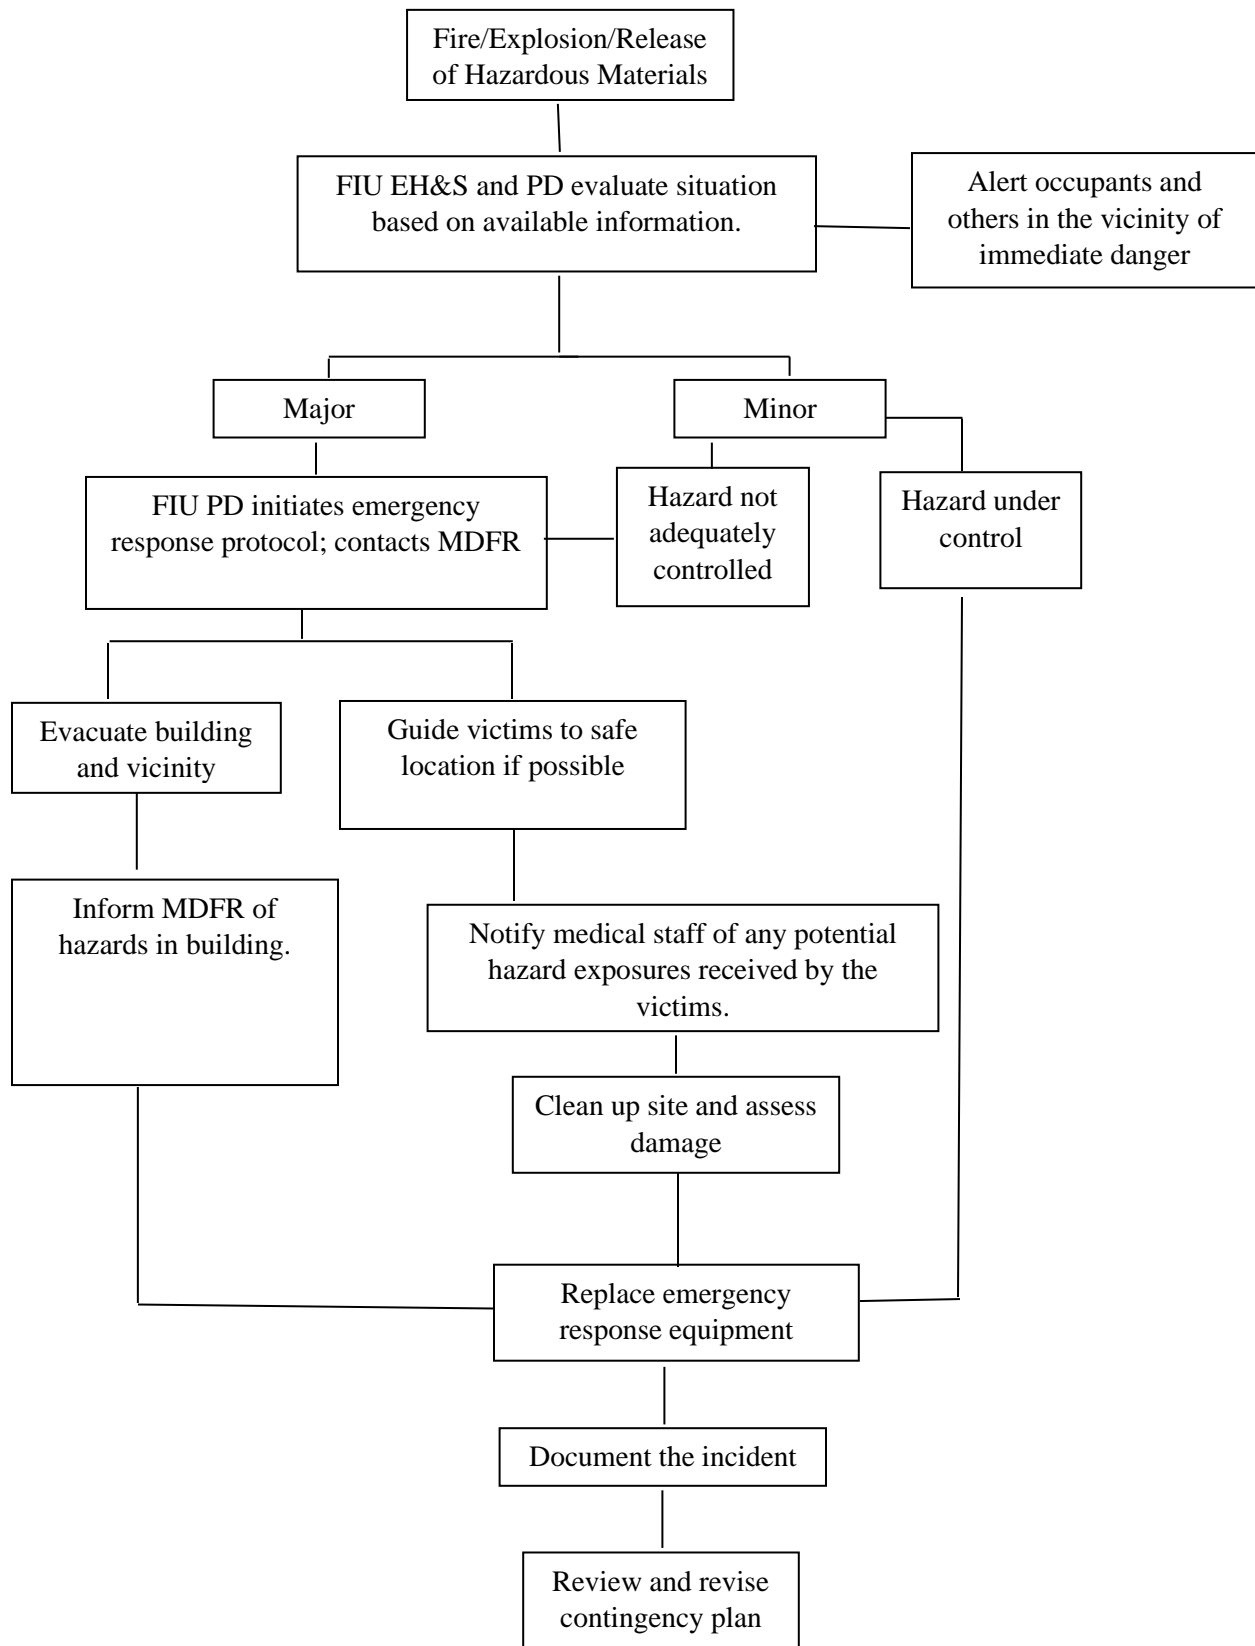 Fire/Explosion/Release
of Hazardous Materials
FIU EH&S and PD evaluate situation
based on available information.
Alert occupants and
others in the vicinity of
immediate danger
Major
Minor
FIU PD initiates emergency
response protocol; contacts MDFR
Hazard not
adequately
controlled
Hazard under
control
Evacuate building
and vicinity
Guide victims to safe
location if possible
Inform MDFR of
hazards in building.
Notify medical staff of any potential
hazard exposures received by the
victims.
Clean up site and assess
damage
Replace emergency
response equipment
Document the incident
Review and revise
contingency plan